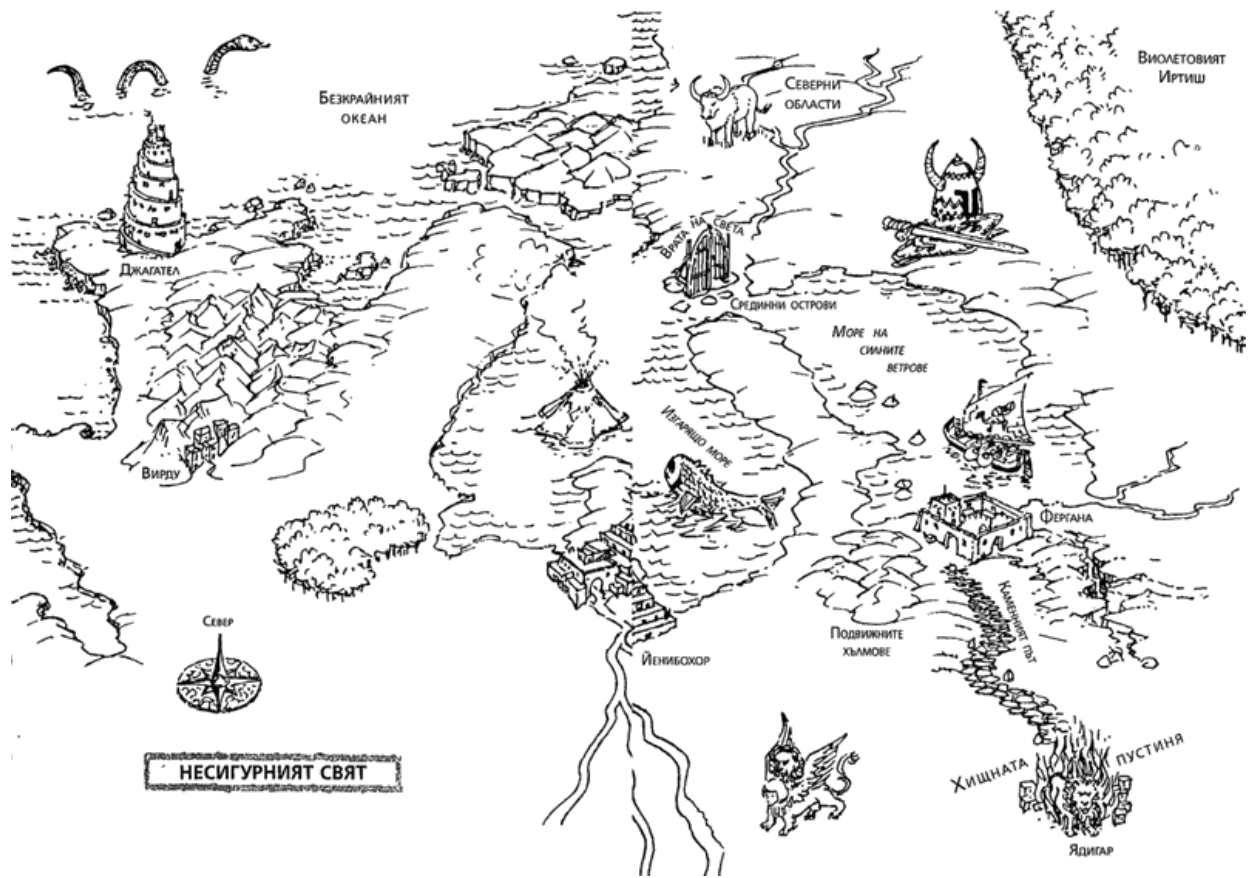 Безкрайният
океан
Северни
области
Виолетовият
Иртиш
Врата на света
Джагател
Срединни острови
Море на
силните
ветрове
Изгарящо море
Вирду
Фергана
Каменният път
Подвижните
хълмове
Север
Йенибохор
Хищната пустиня
НЕСИГУРНИЯТ СВЯТ
Ядигар